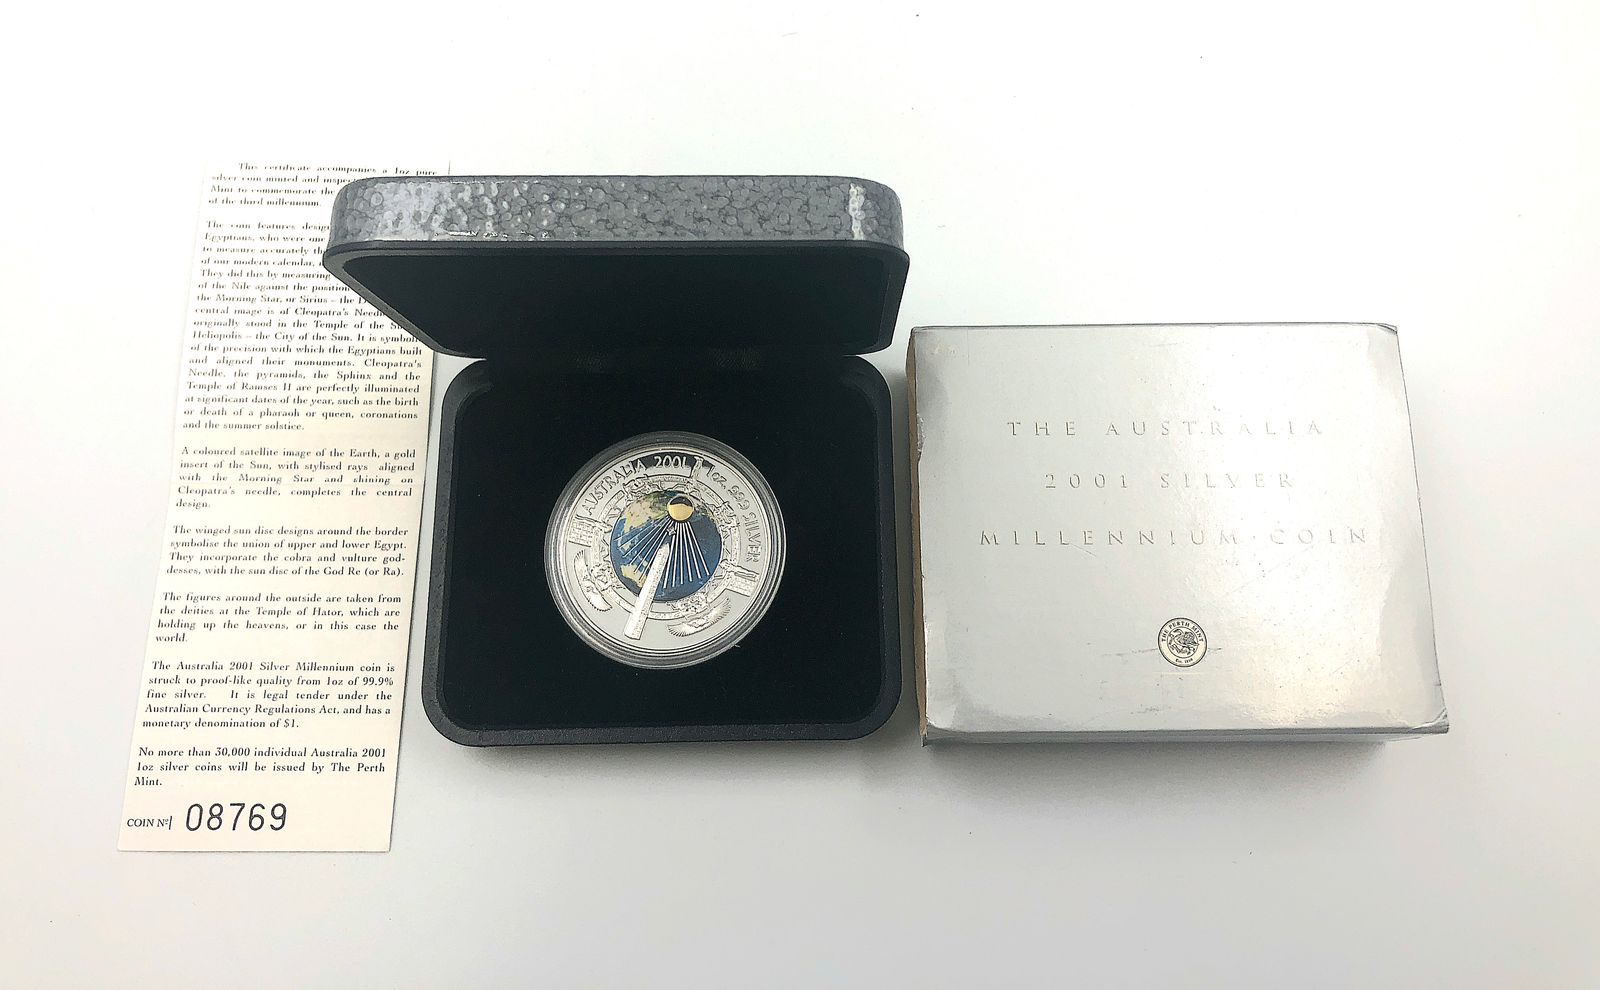 This certificate accompanies a 1oz pure
silver coin minted and
Mint to commemorate the
of the third millennium.
The coin features
Egyptians, who were one
to measure accurately
of our modern calendar,
They did this by measuring
of the Nile against the position
the Morning Star, or Sirius – the
central image is of Cleopatra's
originally stood in the Temple of the
Heliopolis – the City of the Sun. It is
of the precision with which the Egyptians built
and aligned their monuments. Cleopatra's
Needle, the pyramids, the Sphinx and the
Temple of Ramses II are perfectly illuminated
at significant dates of the year, such as the birth
or death of a pharaoh or queen, coronations
and the summer solstice.
A coloured satellite image of the Earth, a gold
insert of the Sun, with stylised rays aligned
with the Morning Star and shining on
Cleopatra's needle, completes the central
design.
The winged sun disc designs around the border
symbolise the union of upper and lower Egypt.
They incorporate the cobra and vulture god-
desses, with the sun disc of the God Re (or Ra).
The figures around the outside are taken from
the deities at the Temple of Hator, which are
holding up the heavens, or in this case the
world.
The Australia 2001 Silver Millennium coin is
struck to proof-like quality from 1oz of 99.9%
fine silver. It is legal tender under the
Australian Currency Regulations Act, and has a
monetary denomination of $1.
No more than 30,000 individual Australia 2001
1oz silver coins will be issued by The Perth
Mint.
COIN Nº 08769
AUSTRALIA 2001 1oz. 999 SILVER
THE AUSTRALIA
2001 SILVER
MILLENNIUM COIN
THE PERTH MINT